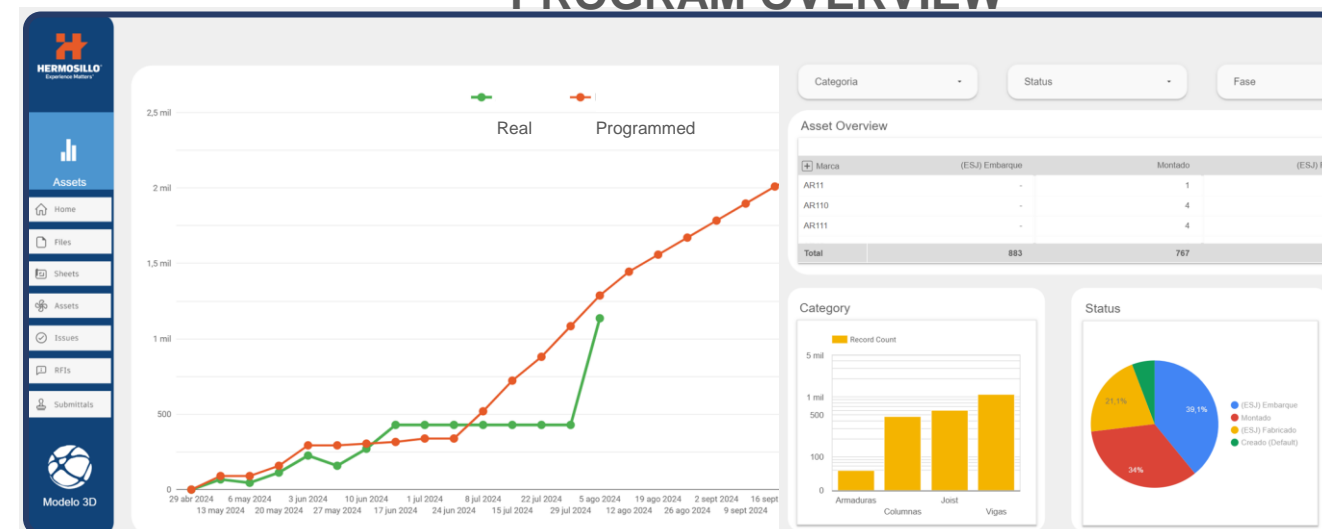 PROGRAM OVERVIEW
HERMOSILLO
Experience Matters
Assets
Home
Files
Sheets
Assets
Issues
RFIs
Submittals
Modelo 3D
Real Programmed
2,5 mil
2 mil
1,5 mil
1 mil
500
0
29 abr 2024 6 may 2024 3 jun 2024 10 jun 2024 1 jul 2024 8 jul 2024 22 jul 2024 5 ago 2024 19 ago 2024 2 sept 2024 16 sept
13 may 2024 20 may 2024 27 may 2024 17 jun 2024 24 jun 2024 15 jul 2024 29 jul 2024 12 ago 2024 26 ago 2024 9 sept 2024
Categoria Status Fase
Asset Overview
Marca (ESJ) Embarque Montado (ESJ)
AR11 - 1
AR110 - 4
AR111 - 4
Total 883 767
Category
Record Count
5 mil
1 mil
500
100
0
Armaduras Joist
Columnas Vigas
Status
21,1%
39,1%
34%
(ESJ) Embarque
Montado
(ESJ) Fabricado
Creado (Default)